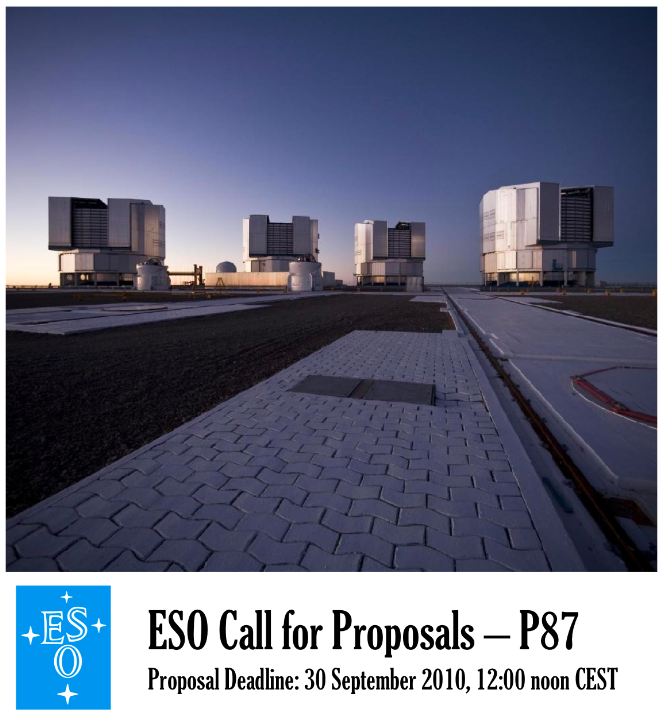 ESO
ESO Call for Proposals – P87
Proposal Deadline: 30 September 2010, 12:00 noon CEST